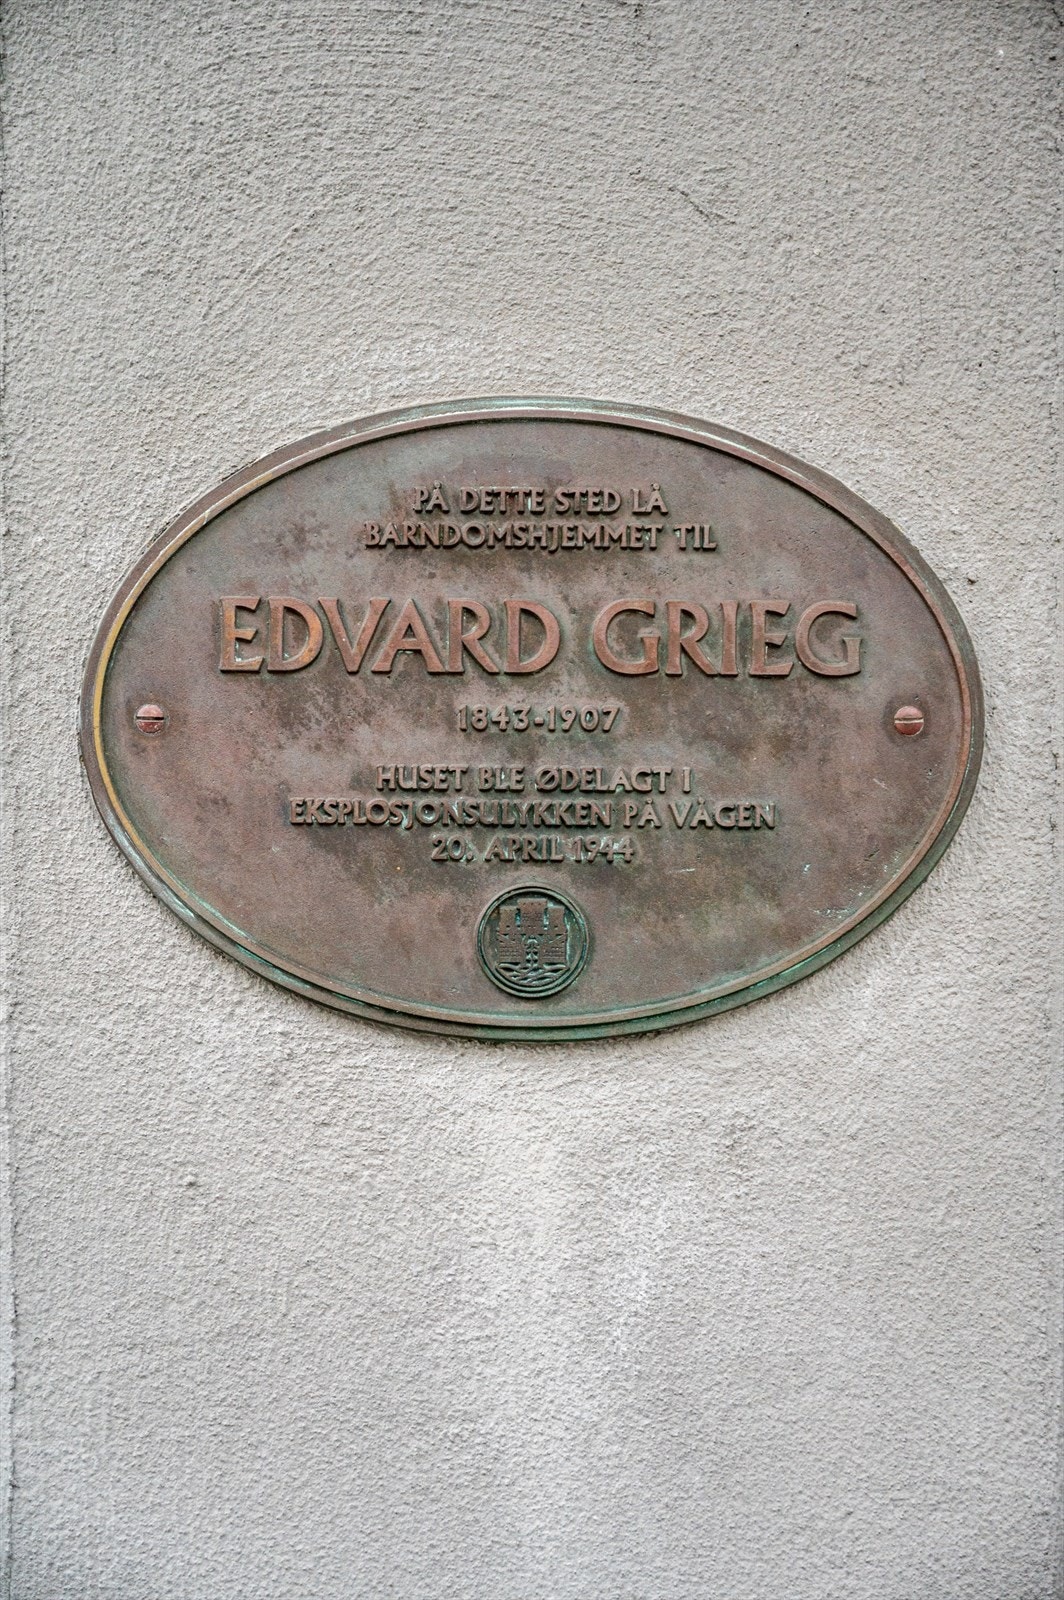 PÅ DETTE STED LÅ
BARNDOMSHJEMMET TIL
EDVARD GRIEG
1843-1907
HUSET BLE ØDELAGT I
EKSPLOSJONSULYKKEN PÅ VÅGEN
20. APRIL 1944